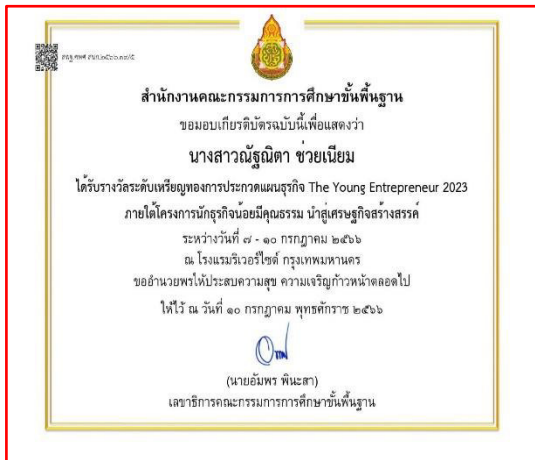 สำนักงานคณะกรรมการการศึกษาขั้นพื้นฐาน
ขอมอบเกียรติบัตรฉบับนี้เพื่อแสดงว่า
นางสาวณัฐณิตา ช่วยเนียม
ได้รับรางวัลระดับเหรียญทองการประกวดแผนธุรกิจ The Young Entrepreneur 2023
ภายใต้โครงการนักธุรกิจน้อยมีคุณธรรม นำสู่เศรษฐกิจสร้างสรรค์
ระหว่างวันที่ ๗ - ๑๐ กรกฎาคม ๒๕๖๖
ณ โรงแรมริเวอร์ไซด์ กรุงเทพมหานคร
ขออำนวยพรให้ประสบความสุข ความเจริญก้าวหน้าตลอดไป
ให้ไว้ ณ วันที่ ๑๐ กรกฎาคม พุทธศักราช ๒๕๖๖
(นายอัมพร พินะสา)
เลขาธิการคณะกรรมการการศึกษาขั้นพื้นฐาน